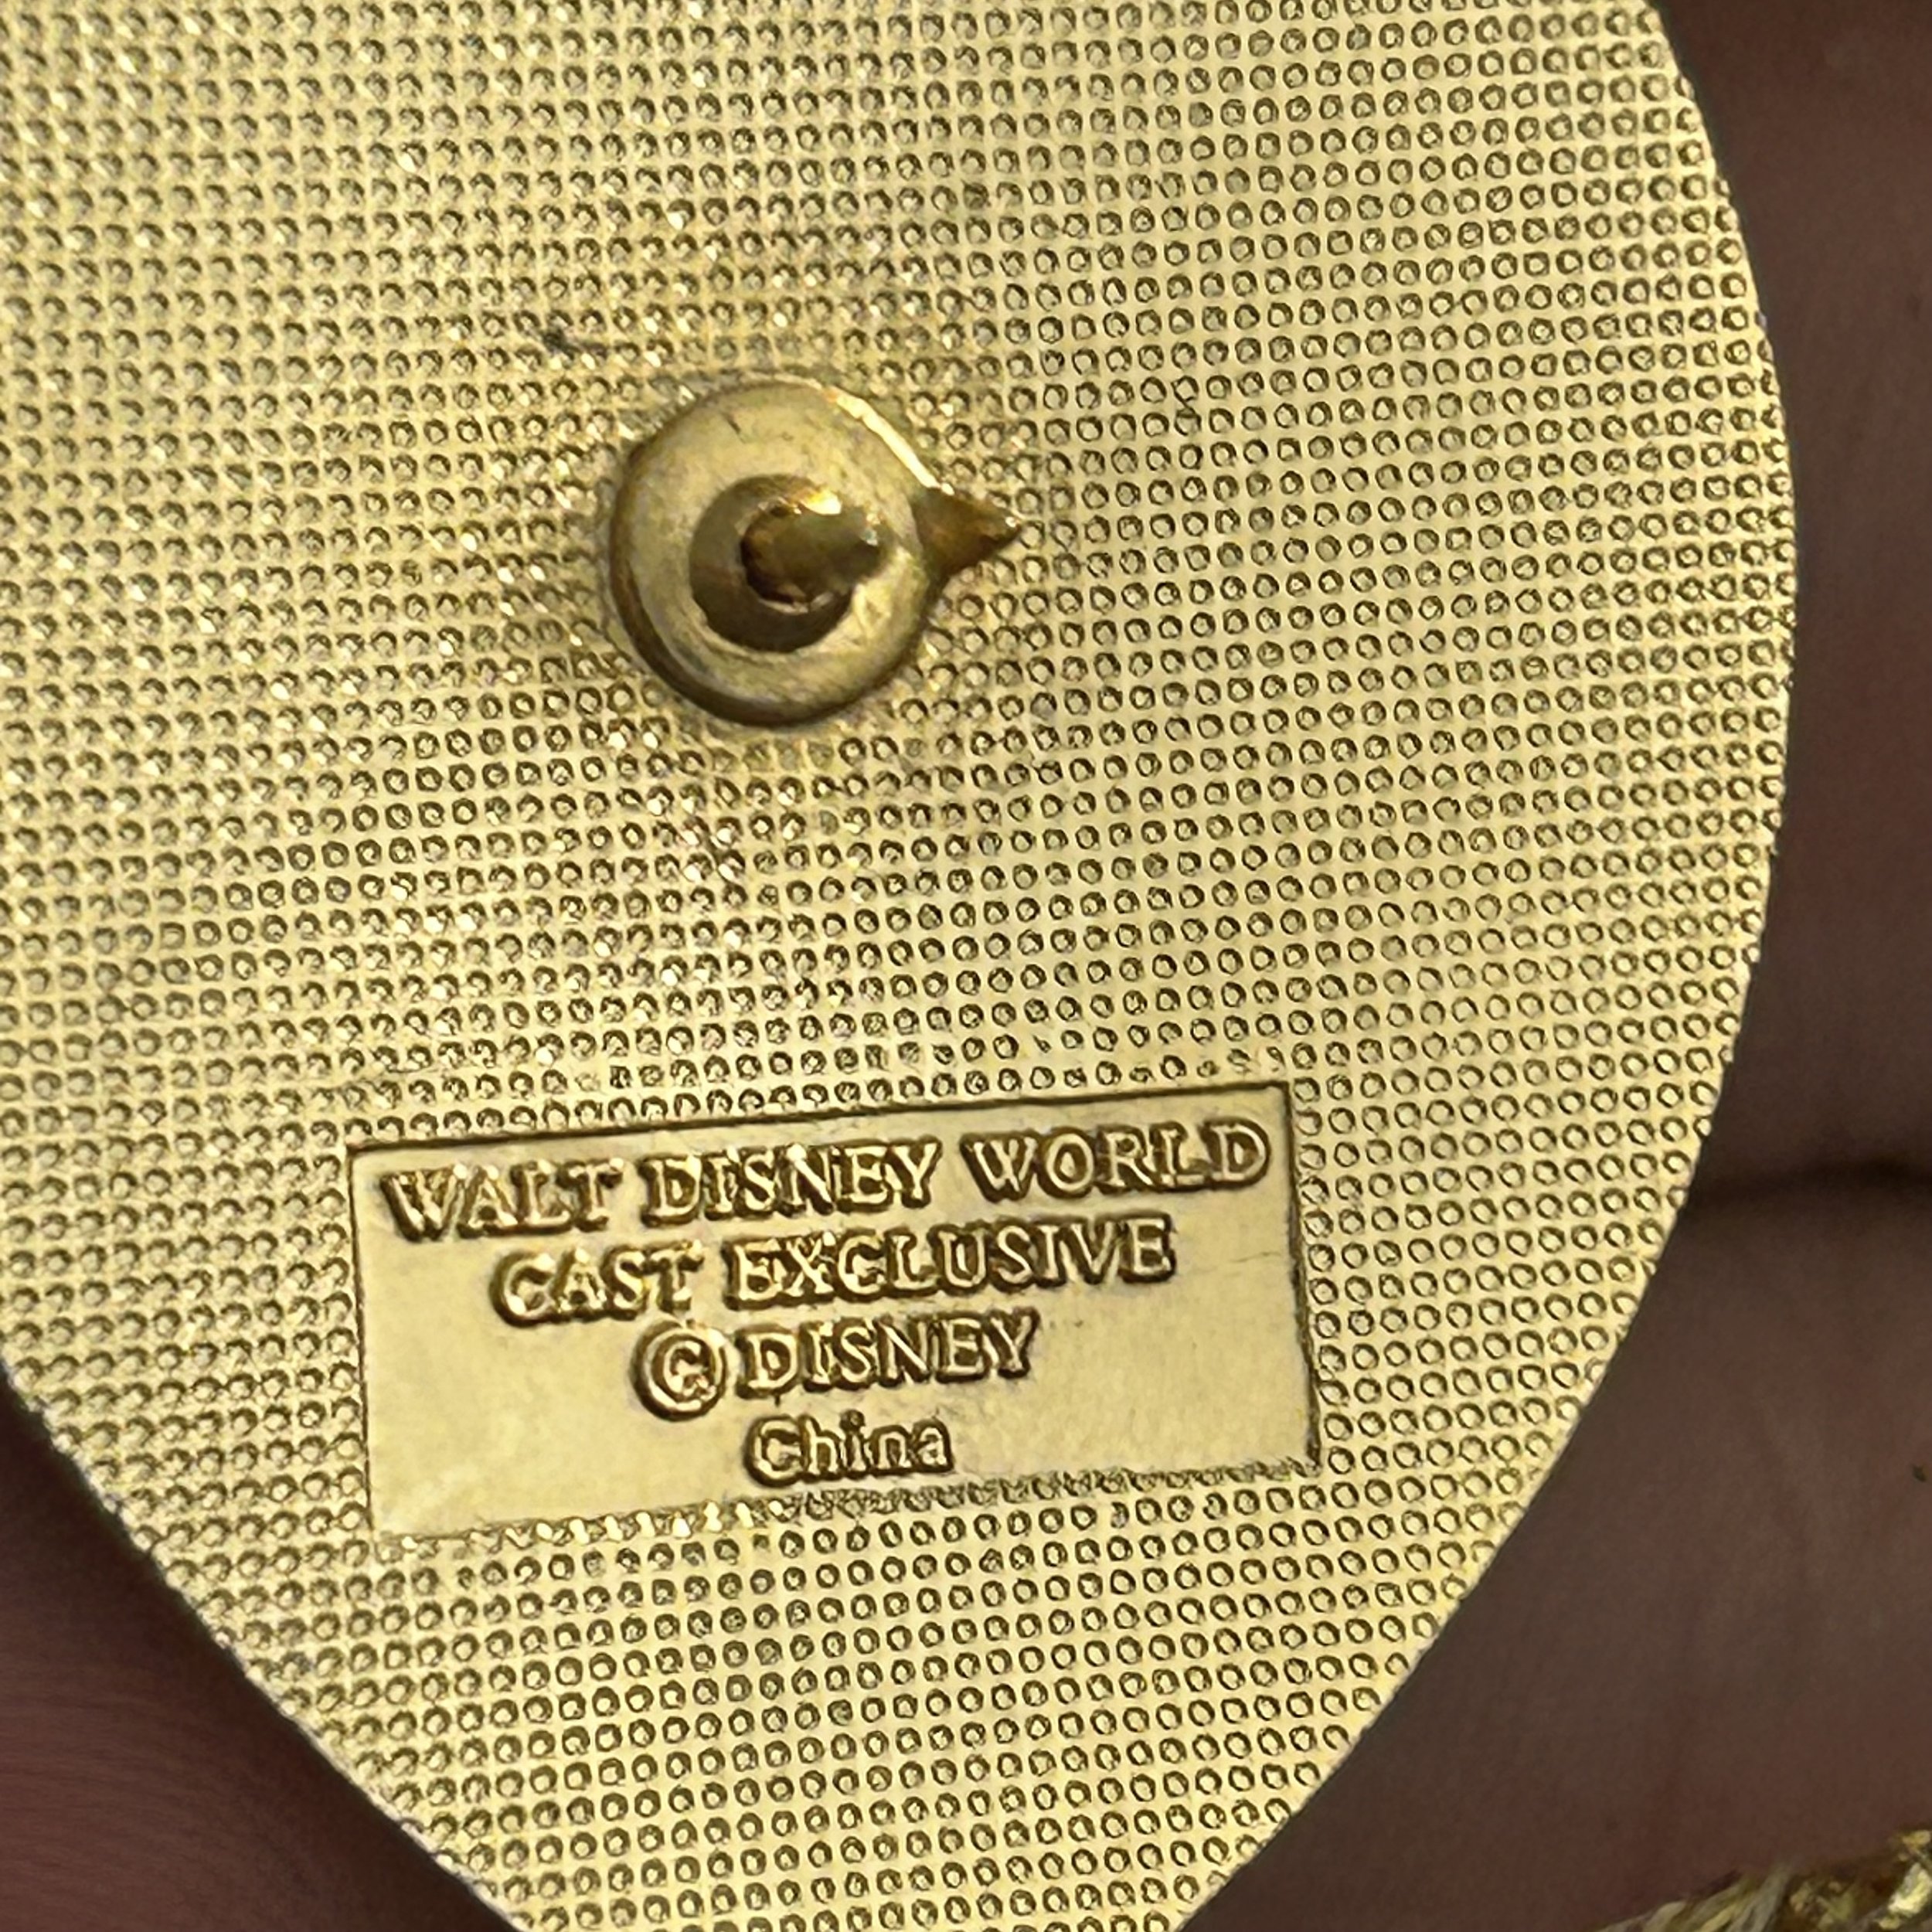 WALT DISNEY WORLD
CAST EXCLUSIVE
© DISNEY
China